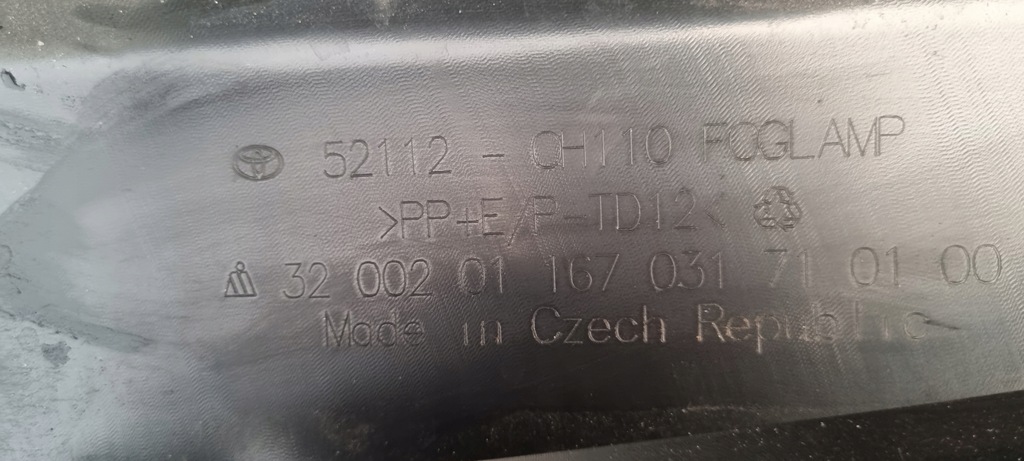 52112 - 0H110 FOGLAMP
>PP+E/P-TD12<
32 002 01 167 031 71 01 00
Made in Czech Republic